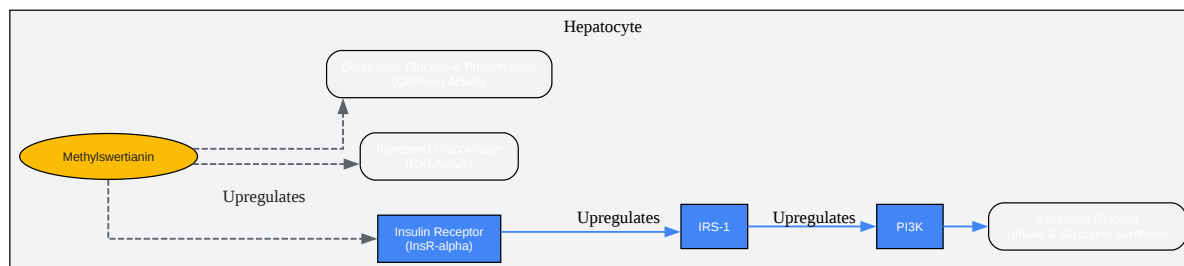 Hepatocyte
Decreased Glucose-6-Phosphatase
(G6Pase) Activity
Methylswertianin
Increased Glucokinase
(GK) Activity
Upregulates
Insulin Receptor
(InsR-alpha)
Upregulates
IRS-1
Upregulates
PI3K
Increased Glucose
Uptake & Glycogen Synthesis